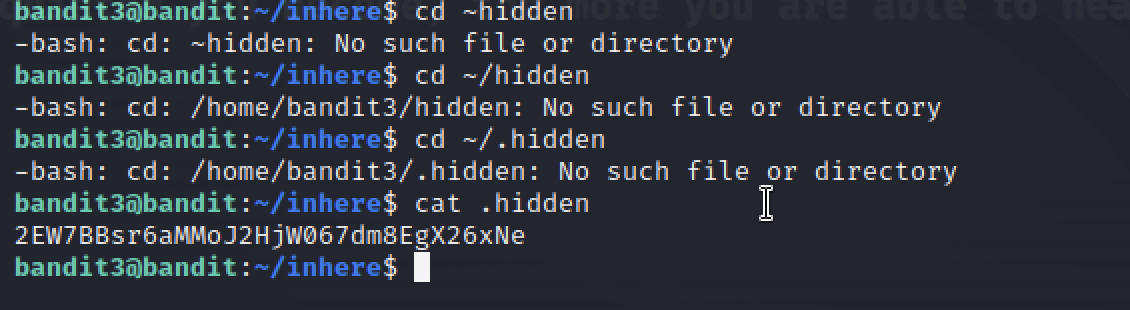 bandit3@bandit:~/inhere$ cd ~hidden
-bash: cd: ~hidden: No such file or directory
bandit3@bandit:~/inhere$ cd ~/hidden
-bash: cd: /home/bandit3/hidden: No such file or directory
bandit3@bandit:~/inhere$ cd ~/.hidden
-bash: cd: /home/bandit3/.hidden: No such file or directory
bandit3@bandit:~/inhere$ cat .hidden
2EW7BBsr6aMMoJ2HjW067dm8EgX26xNe
bandit3@bandit:~/inhere$